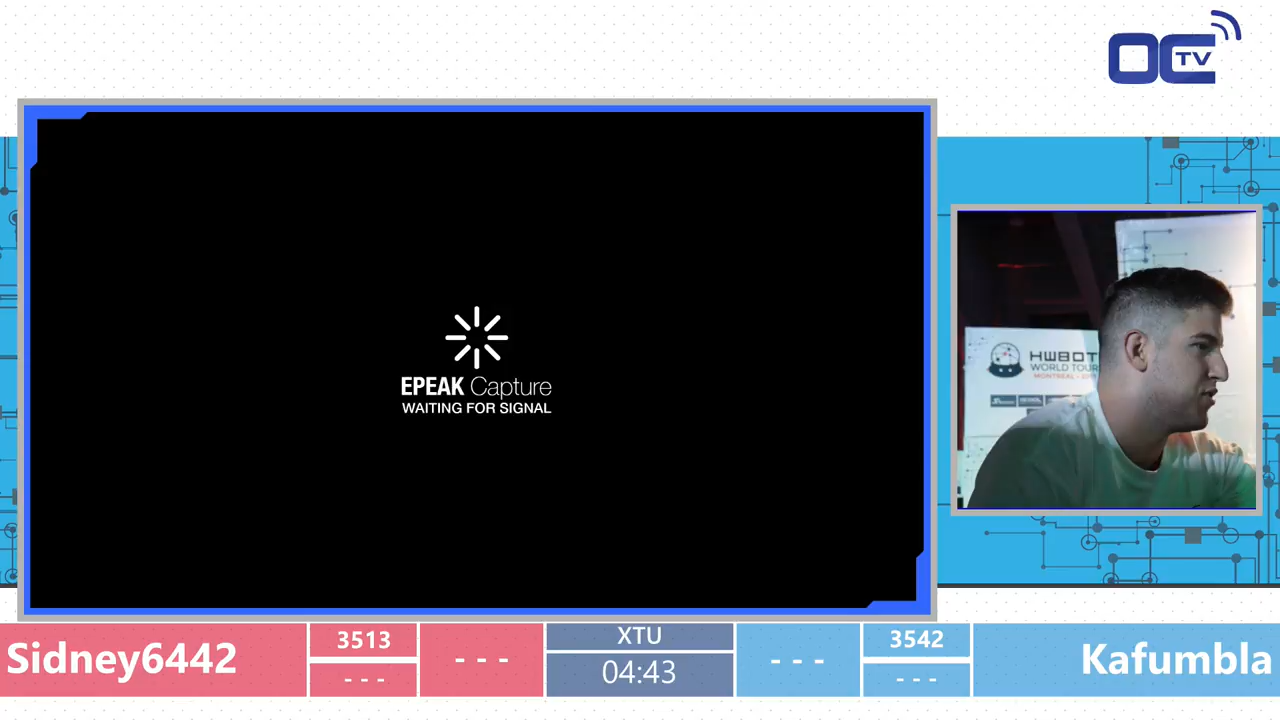 OC
TV
EPEAK Capture
WAITING FOR SIGNAL
HWBOT
WORLD TOUR
Sidney6442
3513
- - -
- - -
XTU
04:43
- - -
3542
- - -
Kafumbla